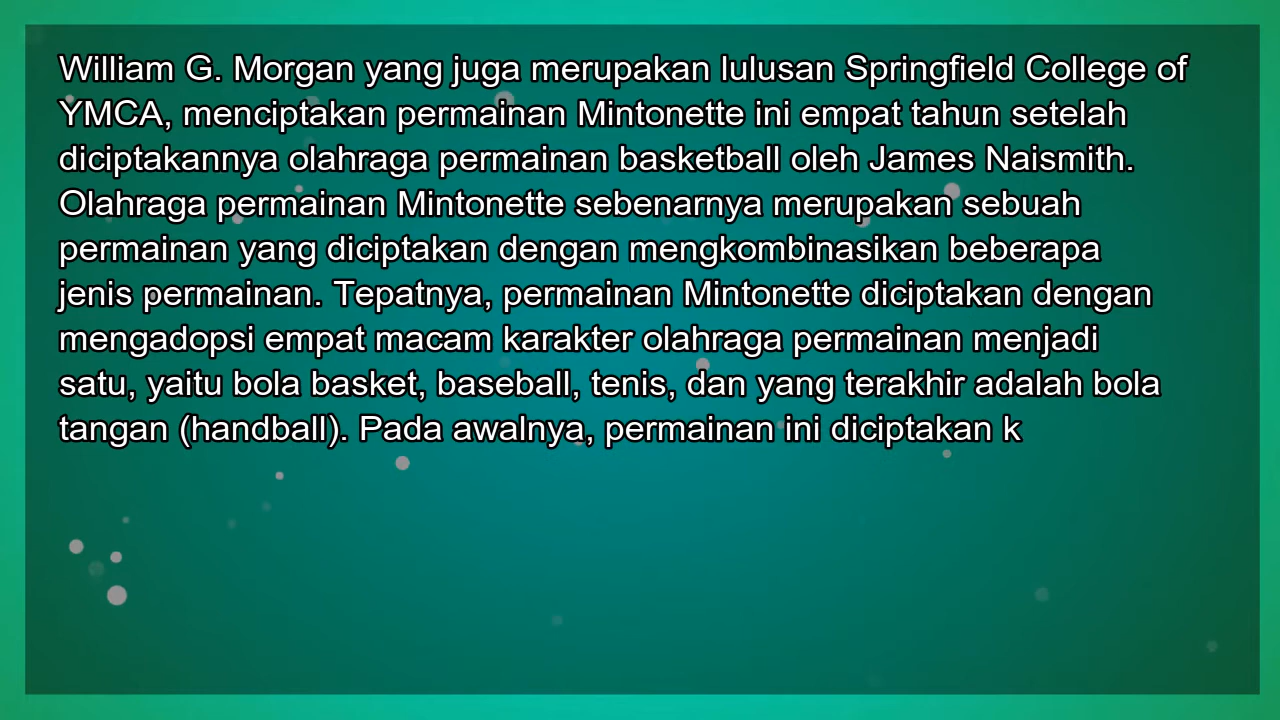 William G. Morgan yang juga merupakan lulusan Springfield College of
YMCA, menciptakan permainan Mintonette ini empat tahun setelah
diciptakannya olahraga permainan basketball oleh James Naismith.
Olahraga permainan Mintonette sebenarnya merupakan sebuah
permainan yang diciptakan dengan mengkombinasikan beberapa
jenis permainan. Tepatnya, permainan Mintonette diciptakan dengan
mengadopsi empat macam karakter olahraga permainan menjadi
satu, yaitu bola basket, baseball, tenis, dan yang terakhir adalah bola
tangan (handball). Pada awalnya, permainan ini diciptakan k